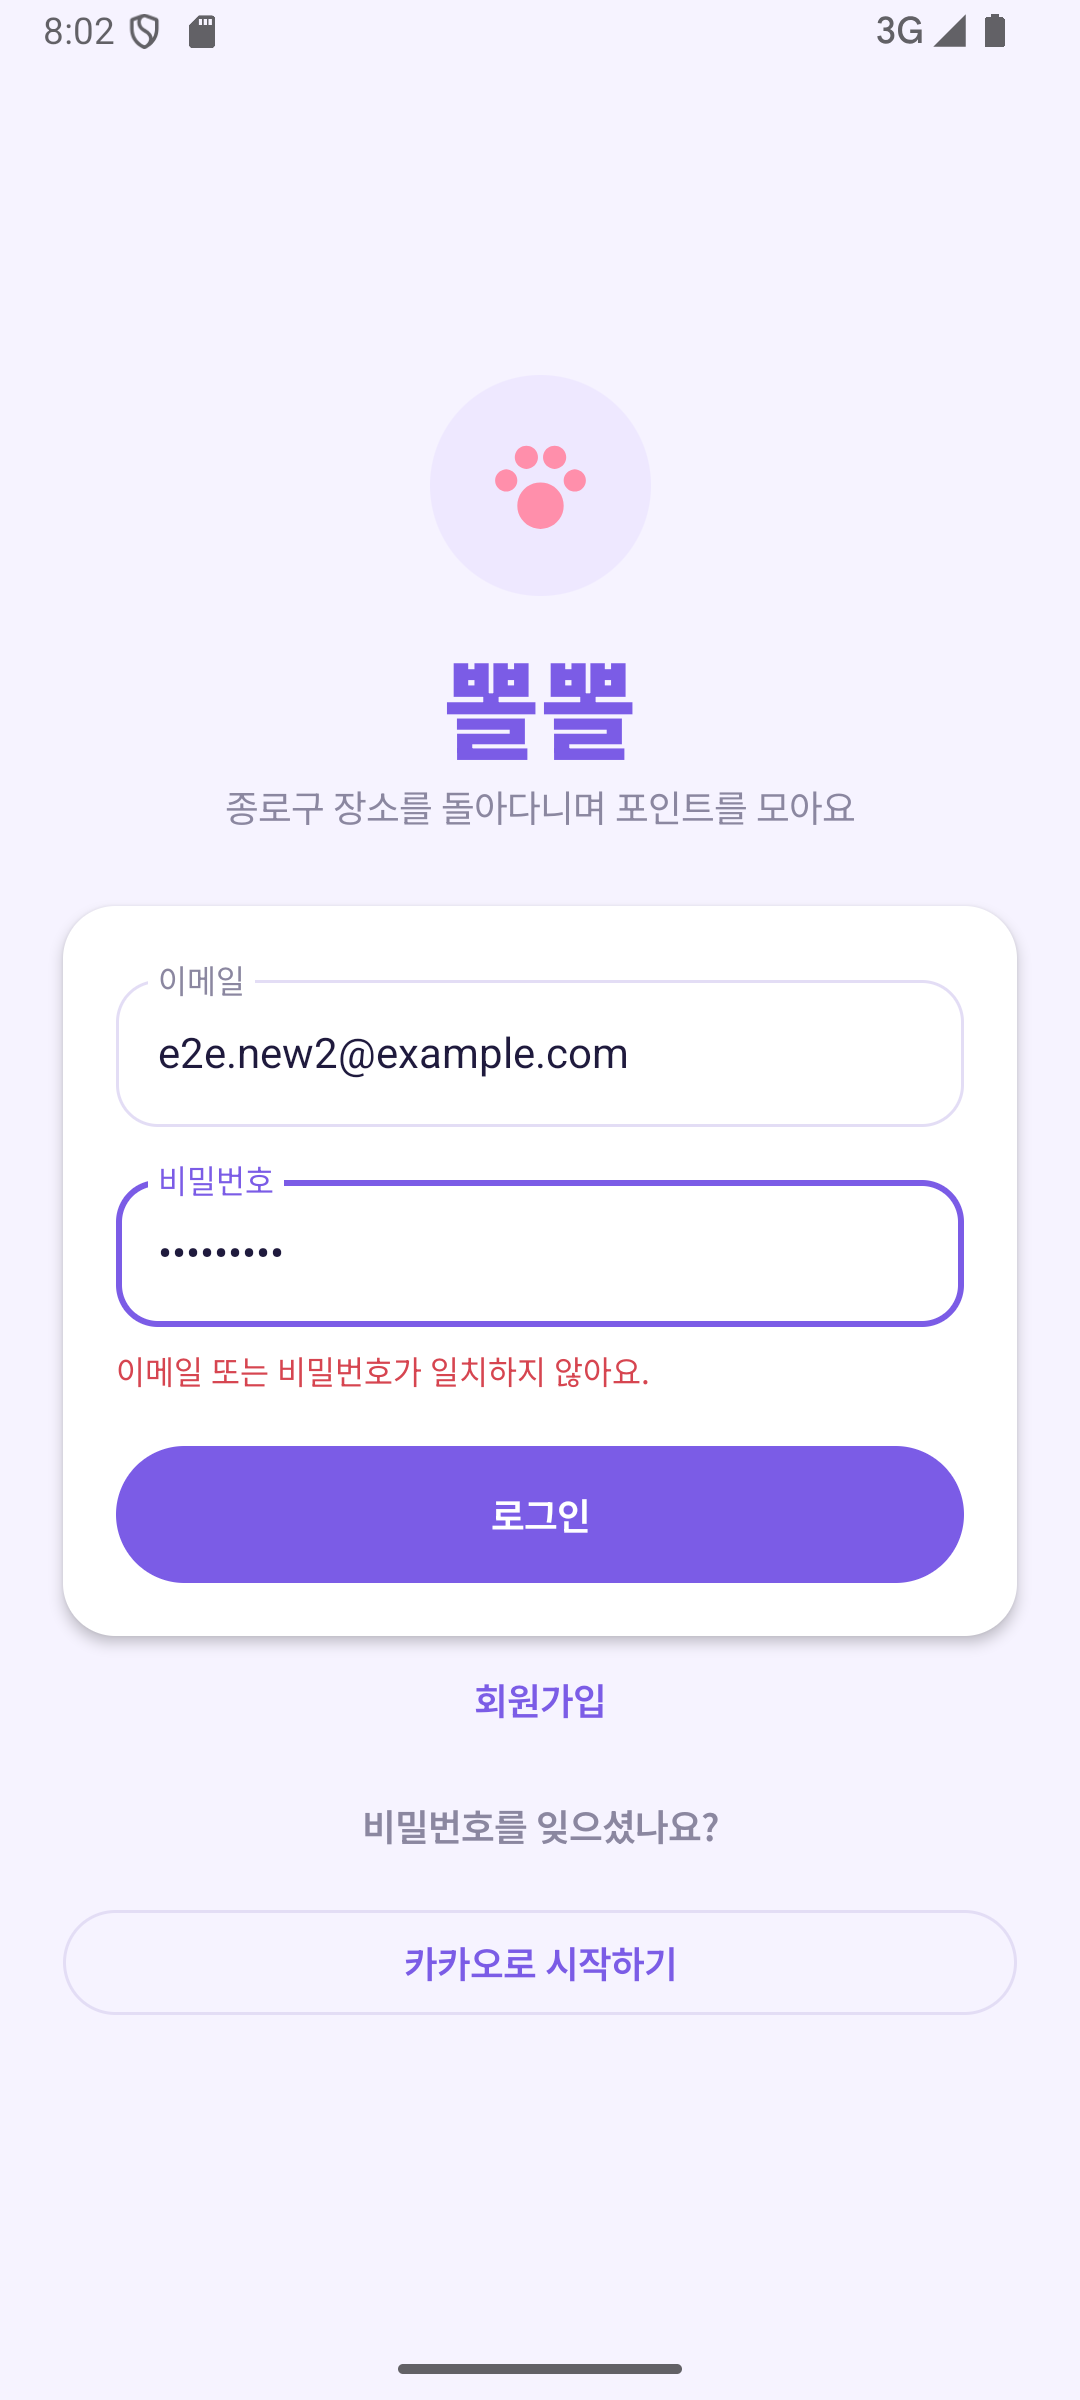 8:02
3G
뽈뽈
종로구 장소를 돌아다니며 포인트를 모아요
이메일
e2e.new2@example.com
비밀번호
•••••••••
이메일 또는 비밀번호가 일치하지 않아요.
로그인
회원가입
비밀번호를 잊으셨나요?
카카오로 시작하기